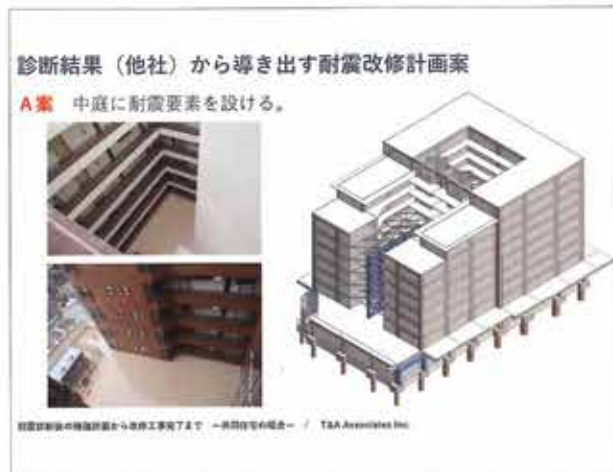 診断結果（他社）から導き出す耐震改修計画案
A案 中庭に耐震要素を設ける。
耐震診断後の補強計画から改修工事完了まで ー共同住宅の場合ー / T&A Associates Inc.